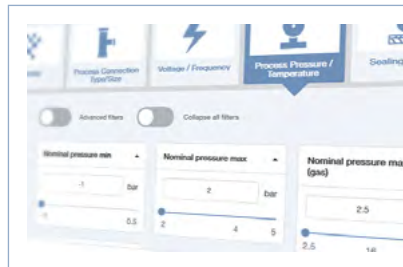 Process Connection
Type/Size
Voltage / Frequency
Process Pressure /
Temperature
Sealing
Advanced filters
Collapse all filters
Nominal pressure min
-1
bar
-1
0.5
Nominal pressure max
2
bar
2
4
5
Nominal pressure ma
(gas)
2.5
2.5
16